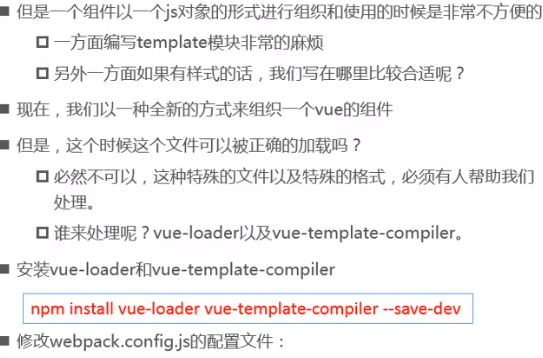 但是一个组件以一个js对象的形式进行组织和使用的时候是非常不方便的
一方面编写template模块非常的麻烦
另外一方面如果有样式的话，我们写在哪里比较合适呢？
现在，我们以一种全新的方式来组织一个vue的组件
但是，这个时候这个文件可以被正确的加载吗？
必然不可以，这种特殊的文件以及特殊的格式，必须有人帮助我们
处理。
谁来处理呢？vue-loader以及vue-template-compiler。
安装vue-loader和vue-template-compiler
npm install vue-loader vue-template-compiler --save-dev
修改webpack.config.js的配置文件：